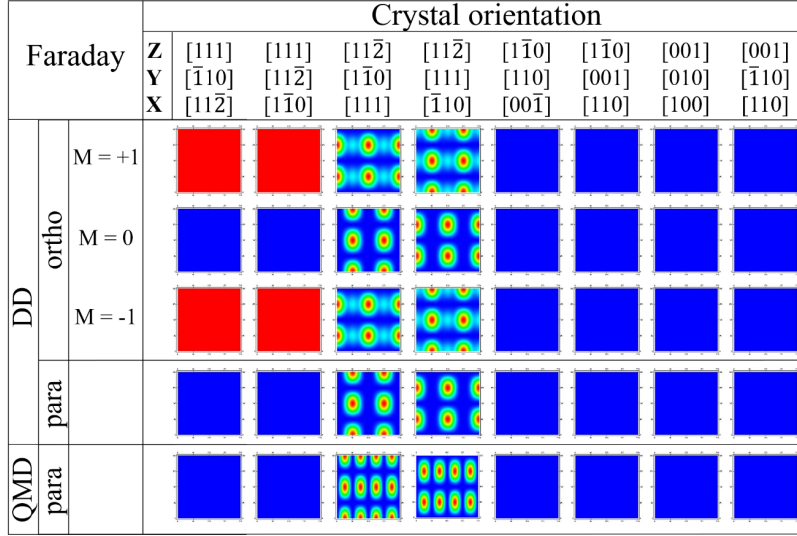 Crystal orientation
Faraday
Z [111] [111] [112̄] [112̄] [11̄0] [11̄0] [001] [001]
Y [1̄10] [112̄] [11̄0] [111] [110] [001] [010] [1̄10]
X [112̄] [11̄0] [111] [1̄10] [001̄] [110] [100] [110]
DD
ortho
M = +1
M = 0
M = -1
para
QMD
para